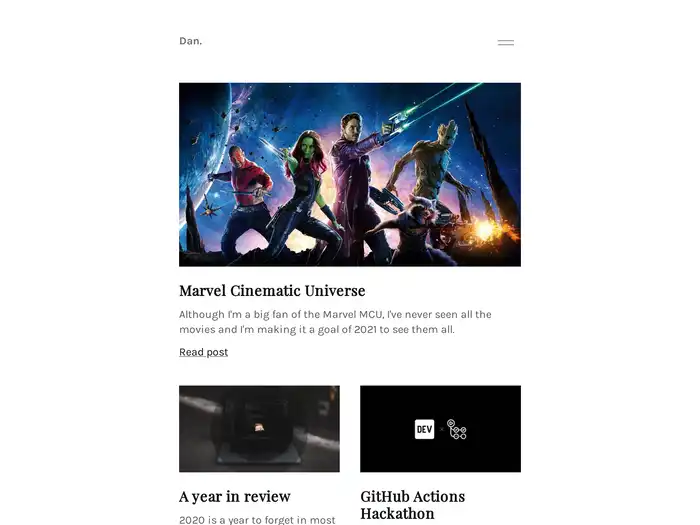 Dan.
Marvel Cinematic Universe
Although I'm a big fan of the Marvel MCU, I've never seen all the
movies and I'm making it a goal of 2021 to see them all.
Read post
DEV
A year in review
2020 is a year to forget in most
GitHub Actions
Hackathon